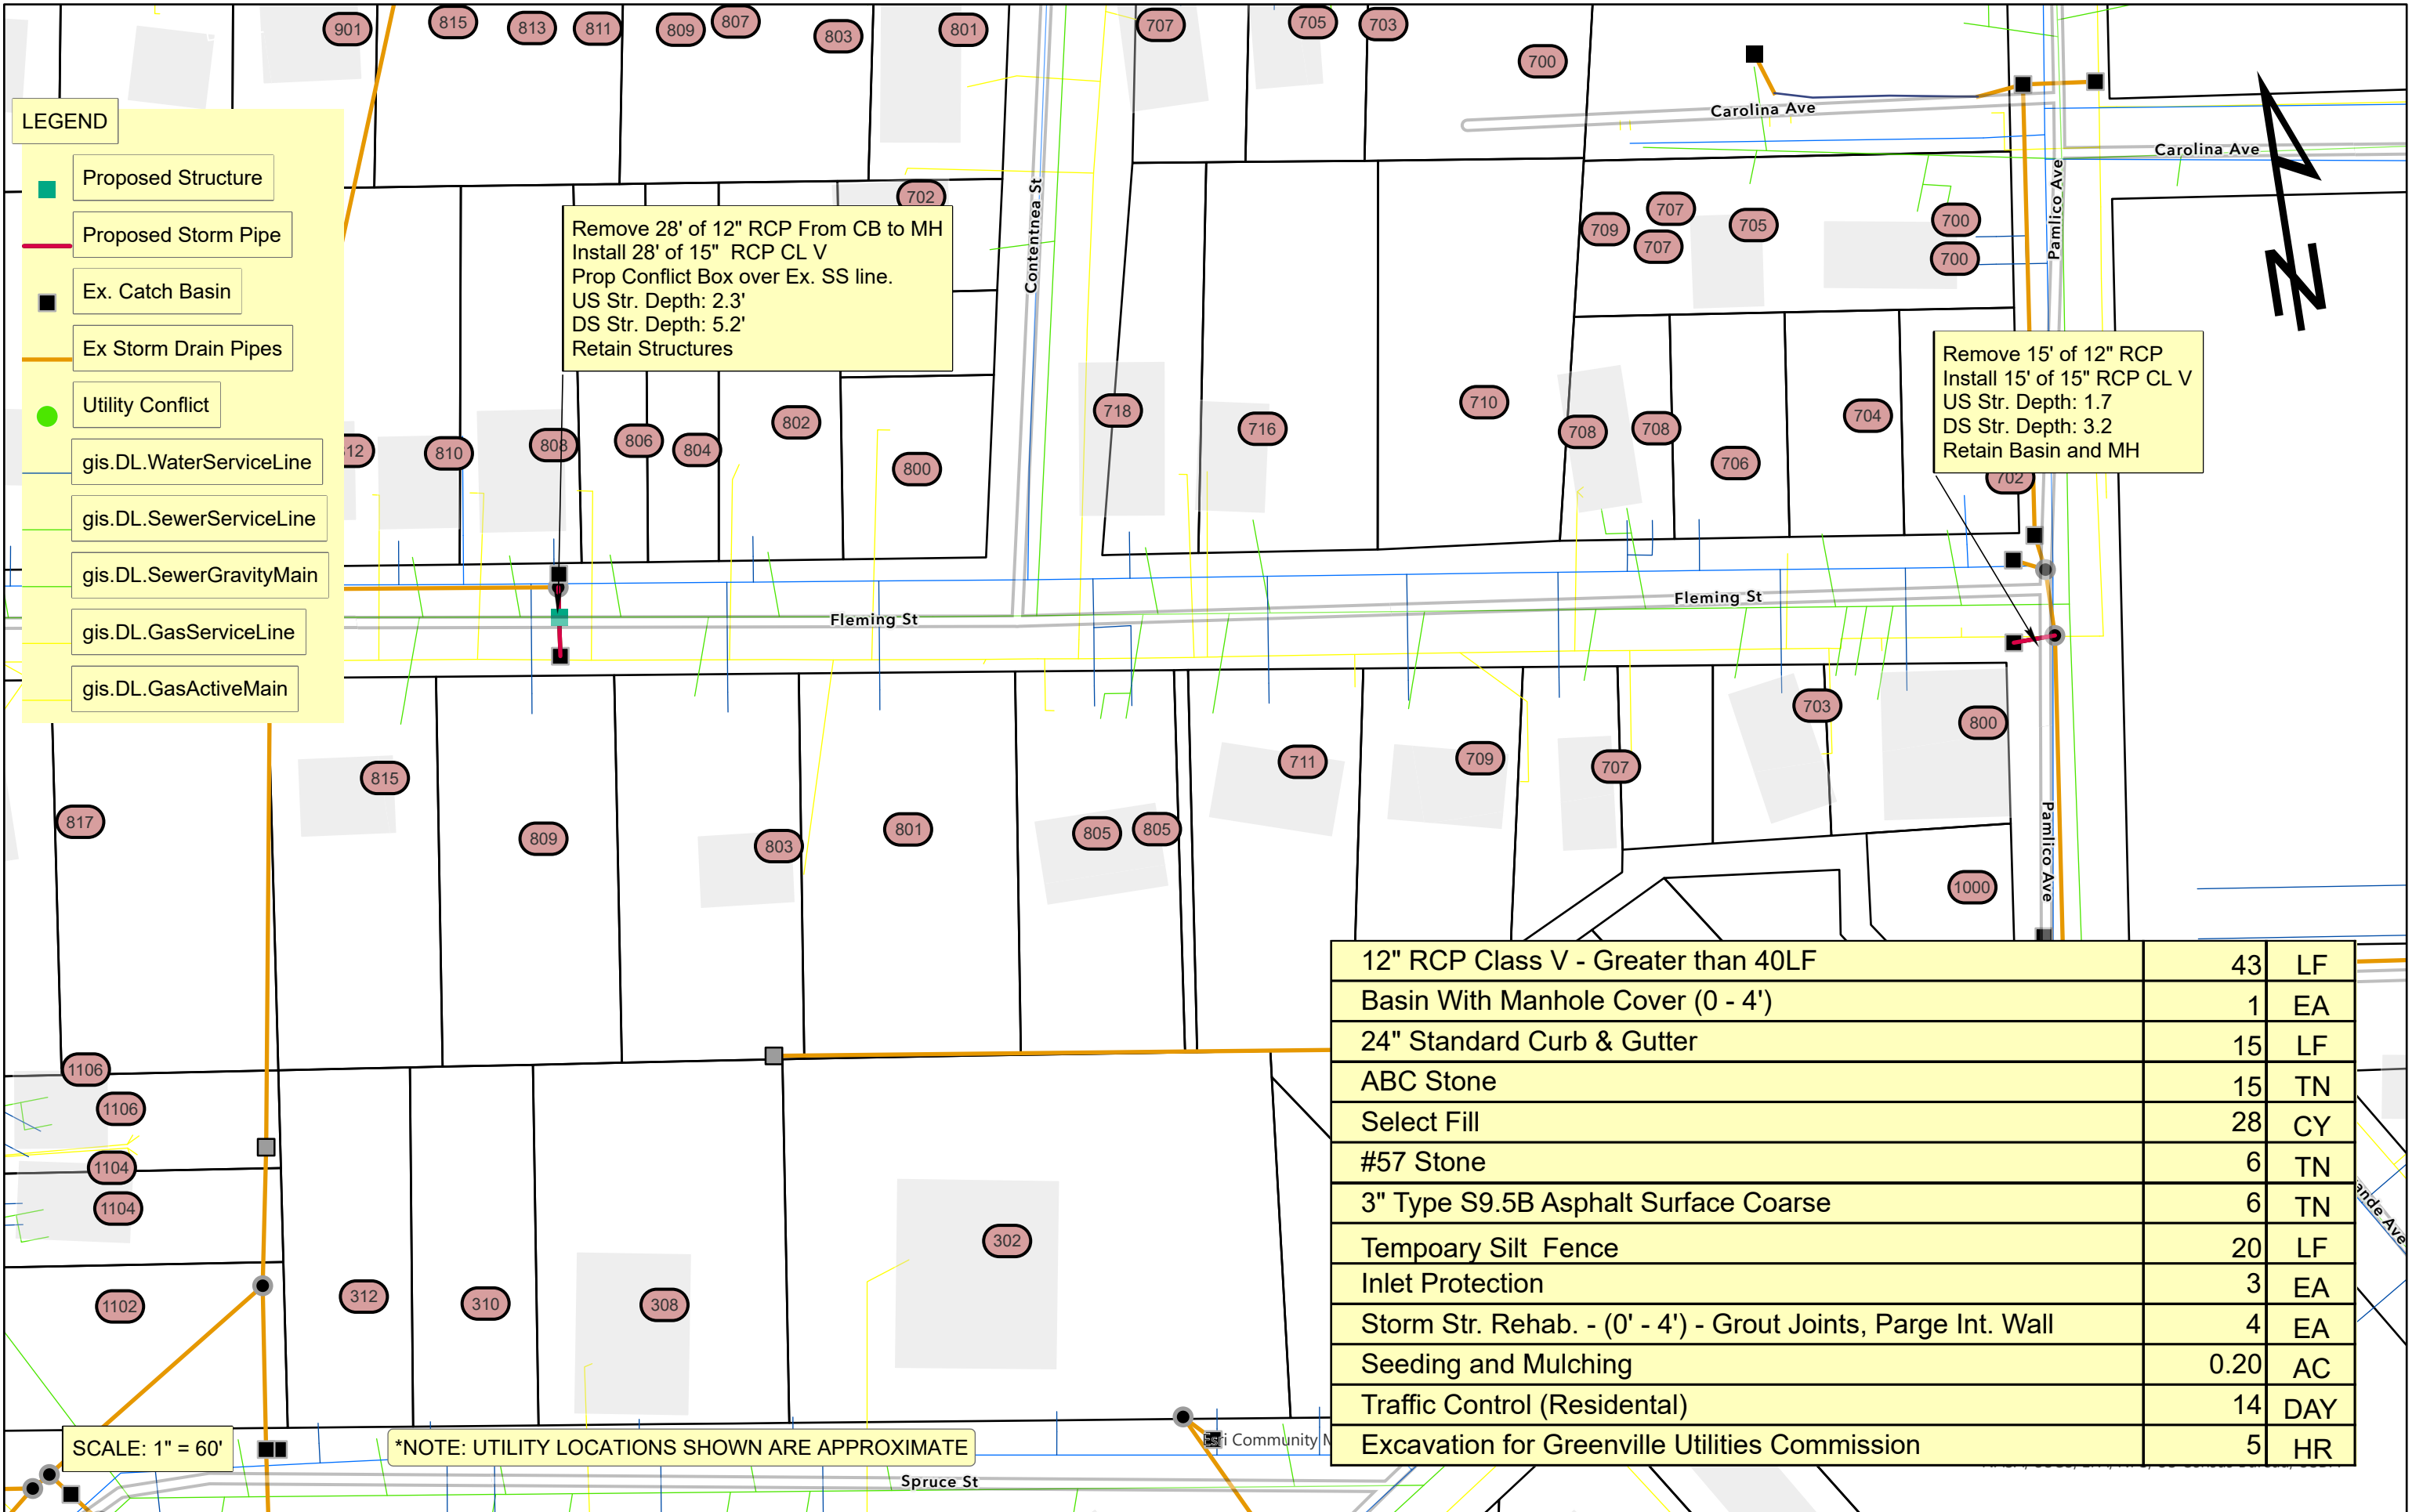 901
815
813
811
809
807
803
801
707
705
703
700
Carolina Ave
Carolina Ave
LEGEND
Proposed Structure
Proposed Storm Pipe
Ex. Catch Basin
Ex Storm Drain Pipes
Utility Conflict
gis.DL.WaterServiceLine
gis.DL.SewerServiceLine
gis.DL.SewerGravityMain
gis.DL.GasServiceLine
gis.DL.GasActiveMain
702
Remove 28' of 12" RCP From CB to MH
Install 28' of 15"  RCP CL V
Prop Conflict Box over Ex. SS line.
US Str. Depth: 2.3'
DS Str. Depth: 5.2'
Retain Structures
Contentnea St
709
707
707
705
700
700
Pamlico Ave
N
Remove 15' of 12" RCP
Install 15' of 15" RCP CL V
US Str. Depth: 1.7
DS Str. Depth: 3.2
Retain Basin and MH
702
12
810
808
806
804
802
800
718
716
710
708
708
706
704
Fleming St
Fleming St
817
815
809
803
801
805
805
711
709
707
703
800
Pamlico Ave
1000
1106
1106
1104
1104
1102
312
310
308
302
12" RCP Class V - Greater than 40LF 43 LF
Basin With Manhole Cover (0 - 4') 1 EA
24" Standard Curb & Gutter 15 LF
ABC Stone 15 TN
Select Fill 28 CY
#57 Stone 6 TN
3" Type S9.5B Asphalt Surface Coarse 6 TN
Tempoary Silt  Fence 20 LF
Inlet Protection 3 EA
Storm Str. Rehab. - (0' - 4') - Grout Joints, Parge Int. Wall 4 EA
Seeding and Mulching 0.20 AC
Traffic Control (Residental) 14 DAY
Excavation for Greenville Utilities Commission 5 HR
ande Ave
SCALE: 1" = 60'
*NOTE: UTILITY LOCATIONS SHOWN ARE APPROXIMATE
Esri Community M
Spruce St